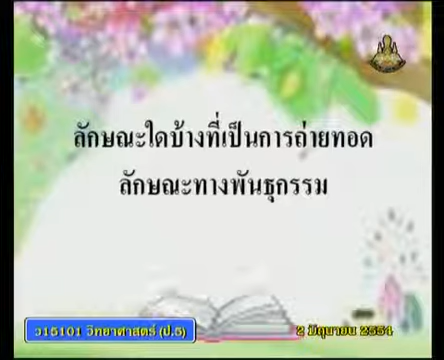 ลักษณะใดบ้างที่เป็นการถ่ายทอด
ลักษณะทางพันธุกรรม
ว15101 วิทยาศาสตร์ (ป.5)
2 มิถุนายน 2554